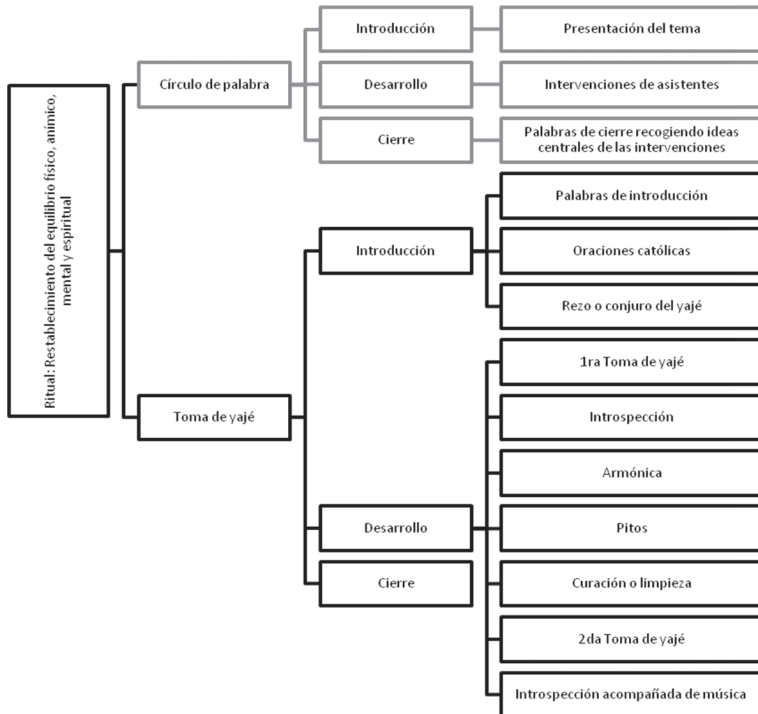 Ritual: Restablecimiento del equilibrio físico, anímico,
mental y espiritual
Círculo de palabra
Introducción
Presentación del tema
Desarrollo
Intervenciones de asistentes
Cierre
Palabras de cierre recogiendo ideas
centrales de las intervenciones
Toma de yajé
Introducción
Palabras de introducción
Oraciones católicas
Rezo o conjuro del yajé
Desarrollo
1ra Toma de yajé
Introspección
Armónica
Pitos
Curación o limpieza
2da Toma de yajé
Introspección acompañada de música
Cierre